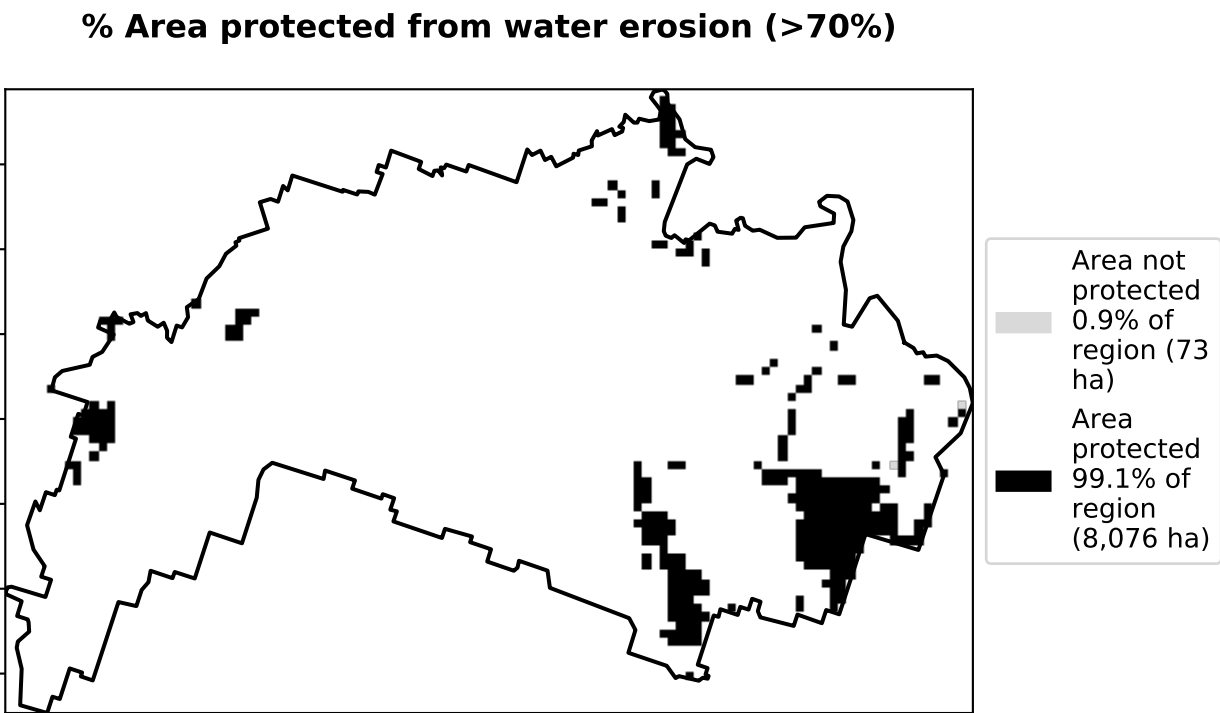 % Area protected from water erosion (>70%)
Area not
protected
0.9% of
region (73
ha)
Area
protected
99.1% of
region
(8,076 ha)